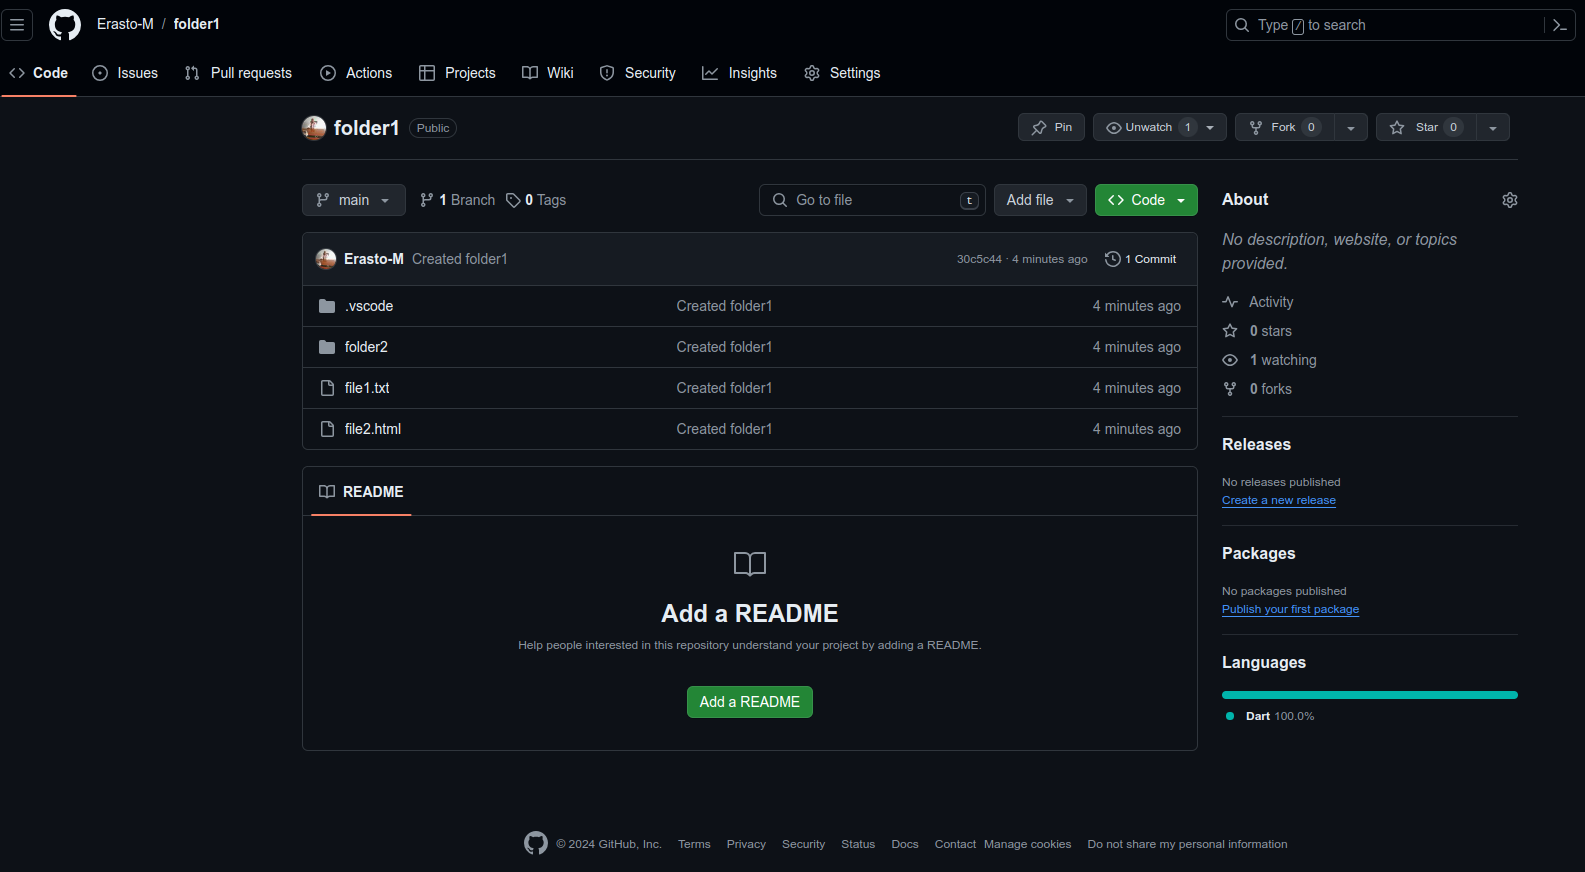 Erasto-M / folder1
Type / to search
Code Issues Pull requests Actions Projects Wiki Security Insights Settings
folder1 Public
Pin Unwatch 1 Fork 0 Star 0
main 1 Branch 0 Tags Go to file t Add file Code
Erasto-M Created folder1 30c5c44 · 4 minutes ago 1 Commit
.vscode Created folder1 4 minutes ago
folder2 Created folder1 4 minutes ago
file1.txt Created folder1 4 minutes ago
file2.html Created folder1 4 minutes ago
README
Add a README
Help people interested in this repository understand your project by adding a README.
Add a README
About
No description, website, or topics
provided.
Activity
0 stars
1 watching
0 forks
Releases
No releases published
Create a new release
Packages
No packages published
Publish your first package
Languages
Dart 100.0%
© 2024 GitHub, Inc. Terms Privacy Security Status Docs Contact Manage cookies Do not share my personal information